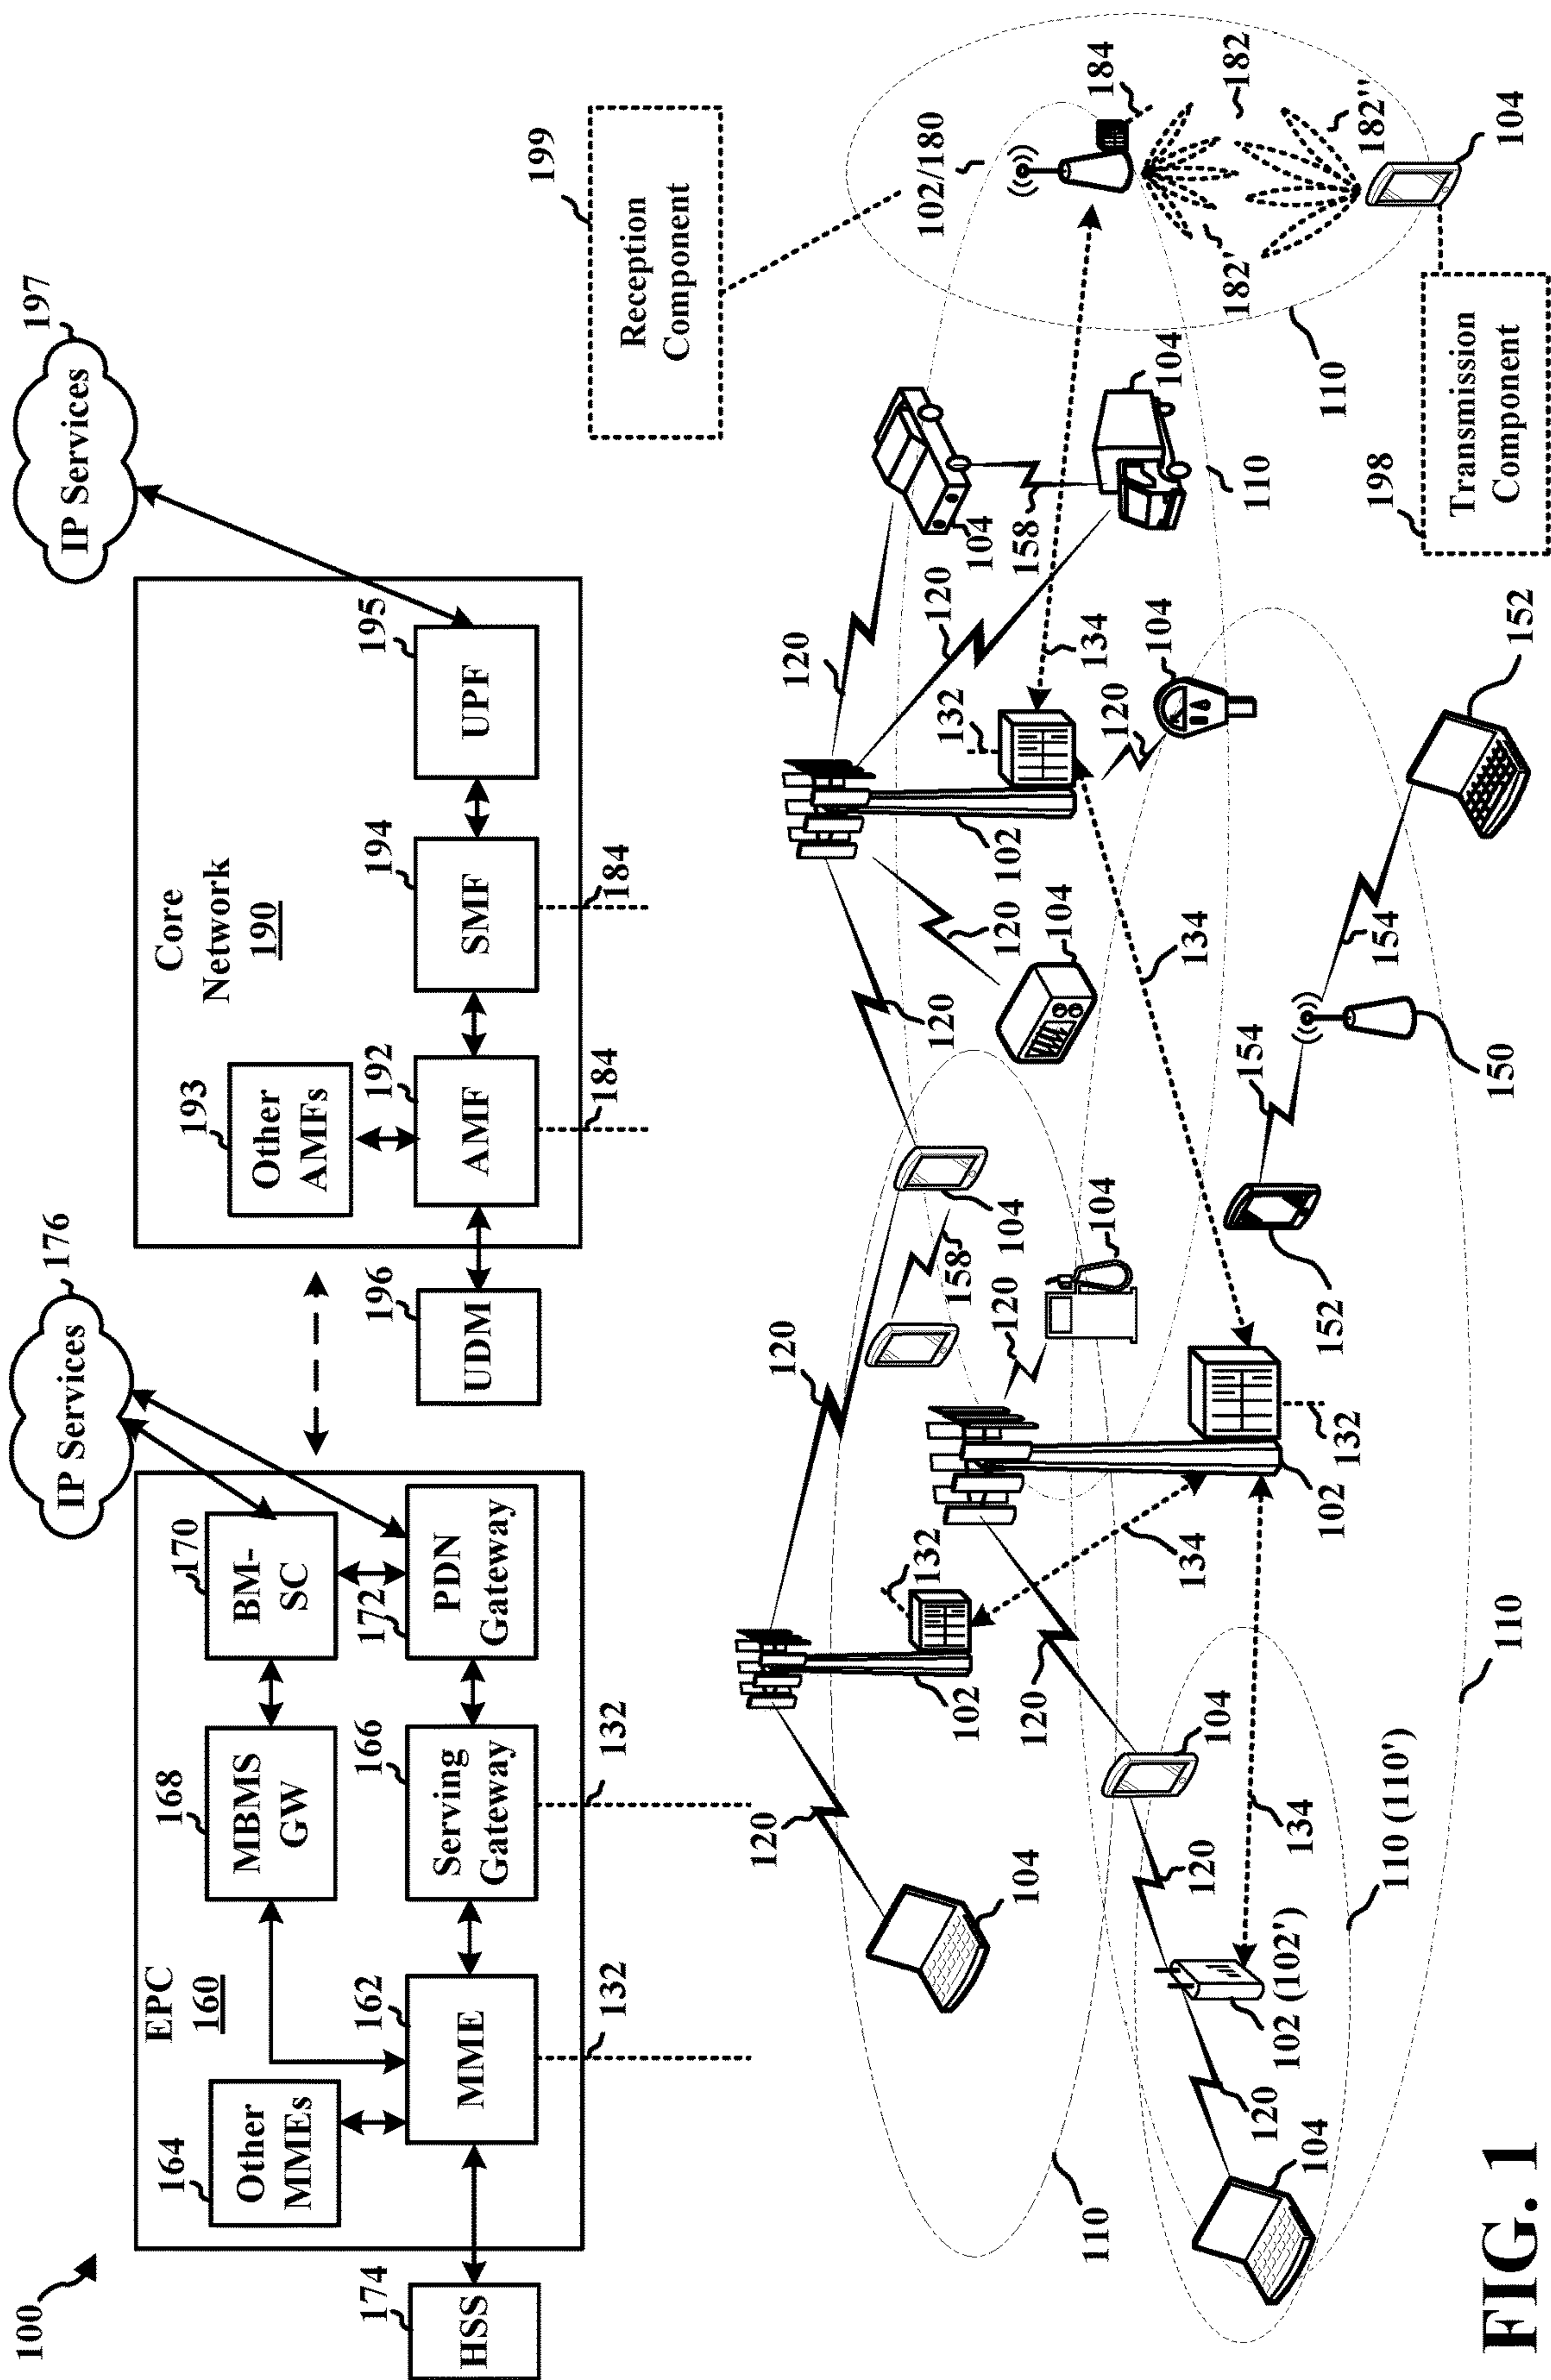 100
IP Services
176
IP Services
197
EPC
160
164
Other
MMEs
168
MBMS
GW
170
BM-
SC
174
HSS
162
MME
166
Serving
Gateway
172
PDN
Gateway
132
132
196
UDM
Core
Network
190
193
Other
AMFs
192
AMF
194
SMF
195
UPF
184
184
199
Reception
Component
102/180
184
182
182'
182"
104
110
198
Transmission
Component
120
120
104
158
104
110
132
134
120
104
102
120
104
120
134
120
104
158
120
104
132
102
134
132
102
120
104
110
120
104
120
134
102 (102')
120
104
110 (110')
110
152
154
150
154
152
FIG. 1